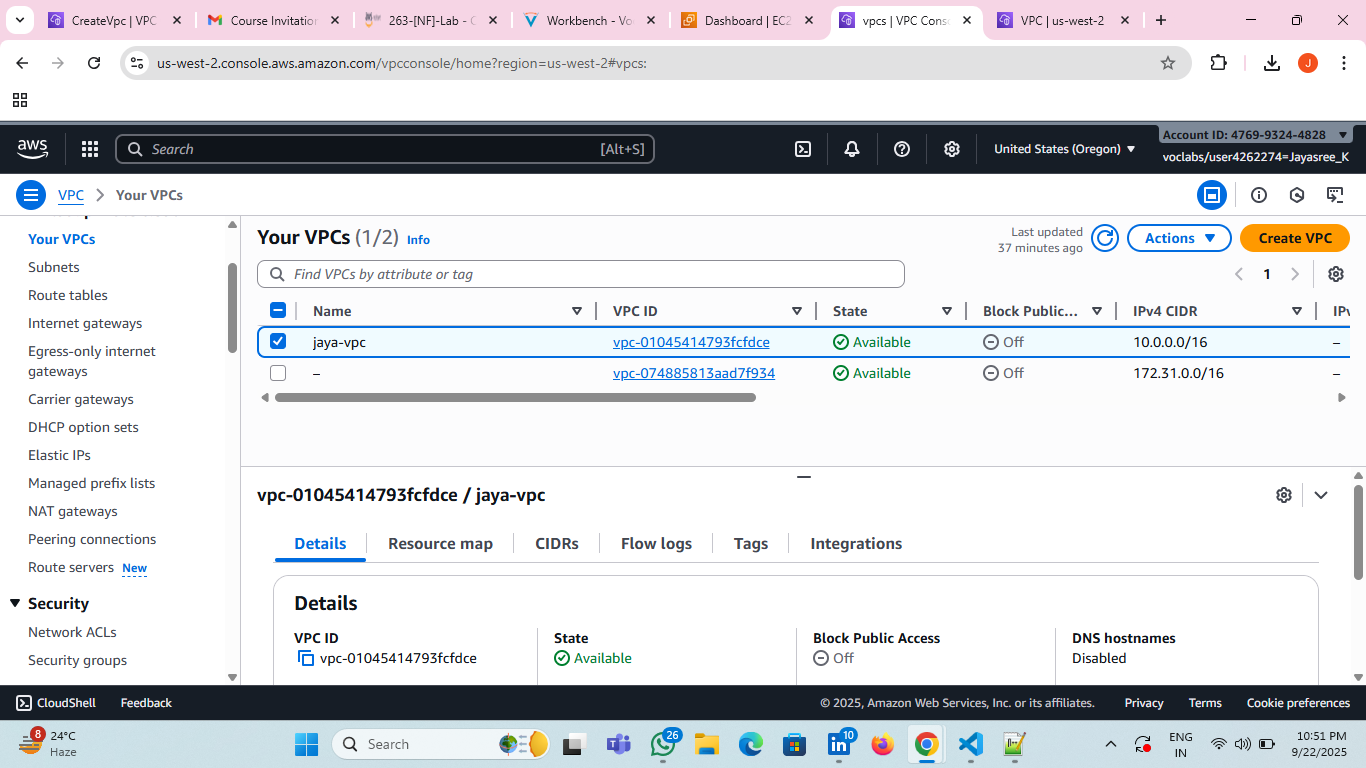 CreateVpc | VPC
Course Invitation
263-[NF]-Lab - C
Workbench - Vo
Dashboard | EC2
vpcs | VPC Cons
VPC | us-west-2
us-west-2.console.aws.amazon.com/vpcconsole/home?region=us-west-2#vpcs:
J
aws
Search
[Alt+S]
United States (Oregon)
Account ID: 4769-9324-4828
voclabs/user4262274=Jayasree_K
VPC
Your VPCs
Your VPCs
Subnets
Route tables
Internet gateways
Egress-only internet
gateways
Carrier gateways
DHCP option sets
Elastic IPs
Managed prefix lists
NAT gateways
Peering connections
Route servers New
Security
Network ACLs
Security groups
Your VPCs (1/2) Info
Last updated
37 minutes ago
Actions
Create VPC
Find VPCs by attribute or tag
1
Name VPC ID State Block Public... IPv4 CIDR IPv
jaya-vpc vpc-01045414793fcfdce Available Off 10.0.0.0/16 –
– vpc-074885813aad7f934 Available Off 172.31.0.0/16 –
vpc-01045414793fcfdce / jaya-vpc
Details Resource map CIDRs Flow logs Tags Integrations
Details
VPC ID State Block Public Access DNS hostnames
vpc-01045414793fcfdce Available Off Disabled
CloudShell Feedback © 2025, Amazon Web Services, Inc. or its affiliates. Privacy Terms Cookie preferences
8
24°C
Haze
Search
26
10
ENG
IN
10:51 PM
9/22/2025